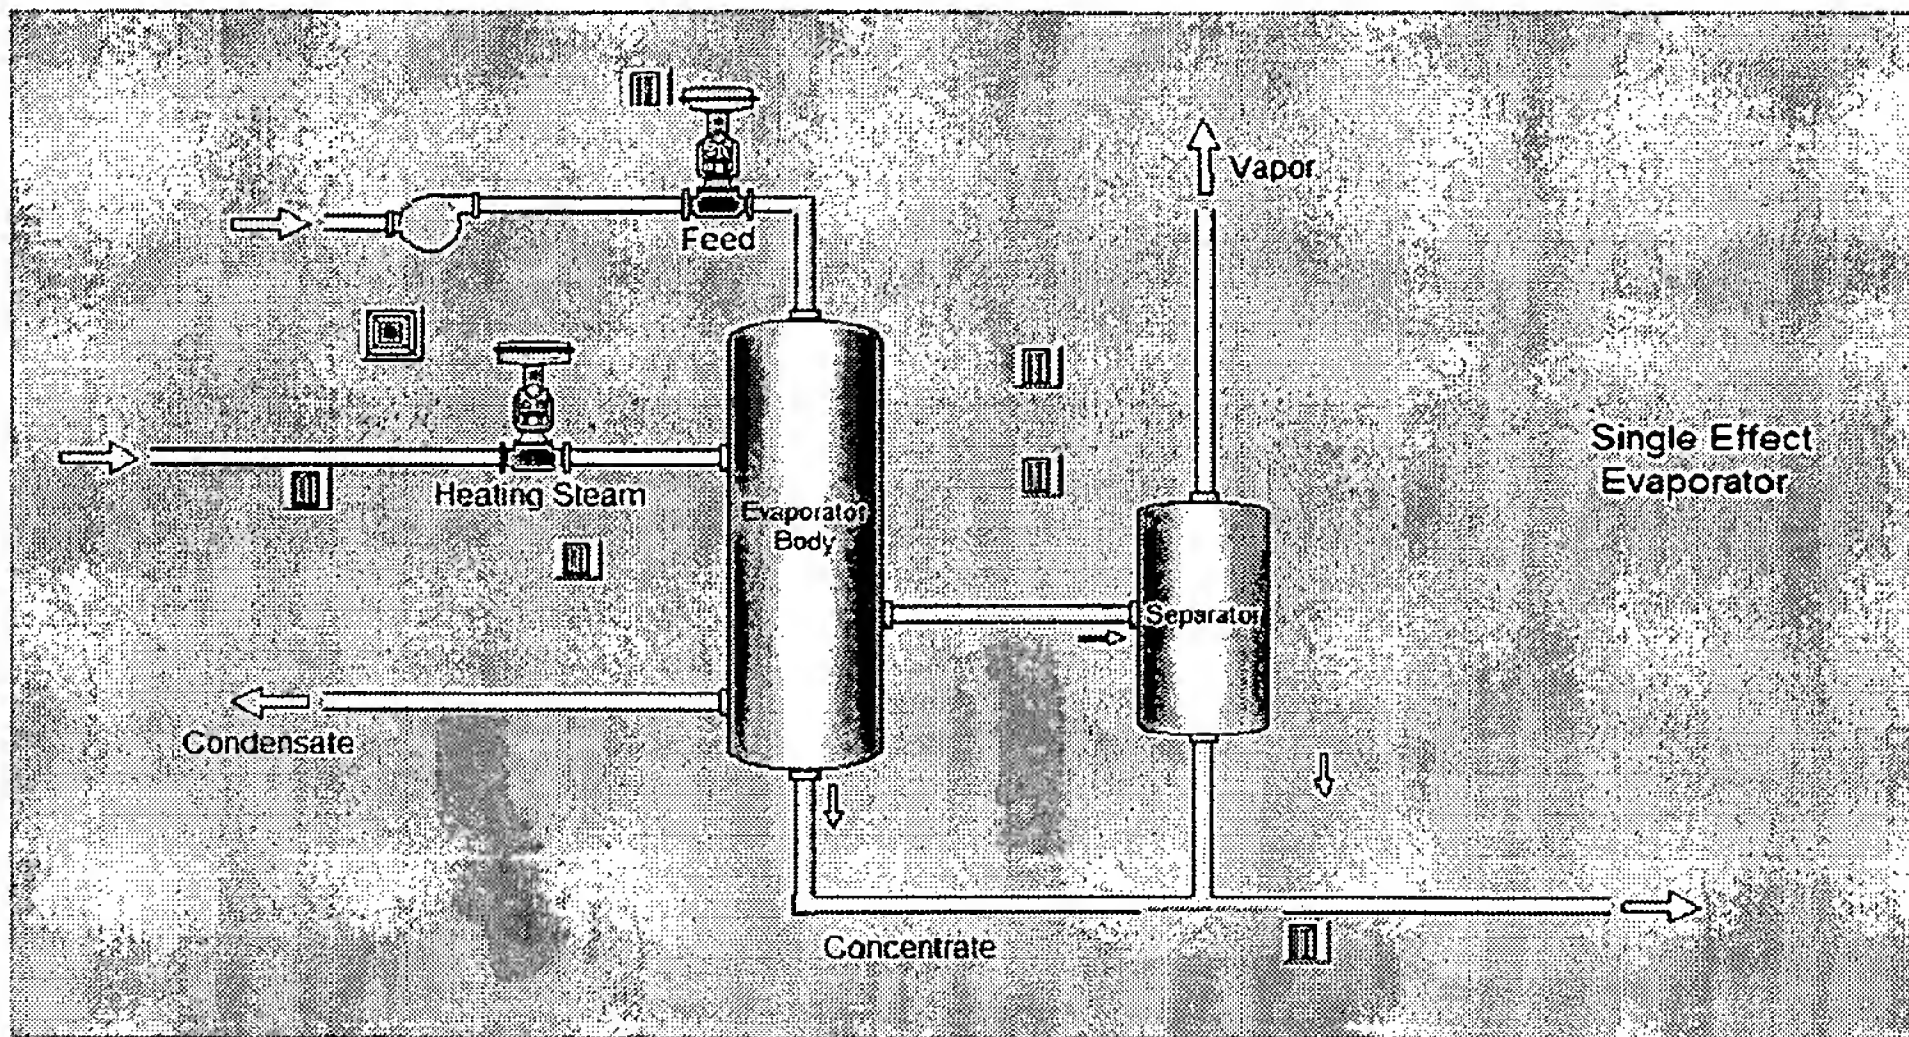 Vapor
Feed
Single Effect
Evaporator
Heating Steam
Evaporator
Body
Separator
Condensate
Concentrate